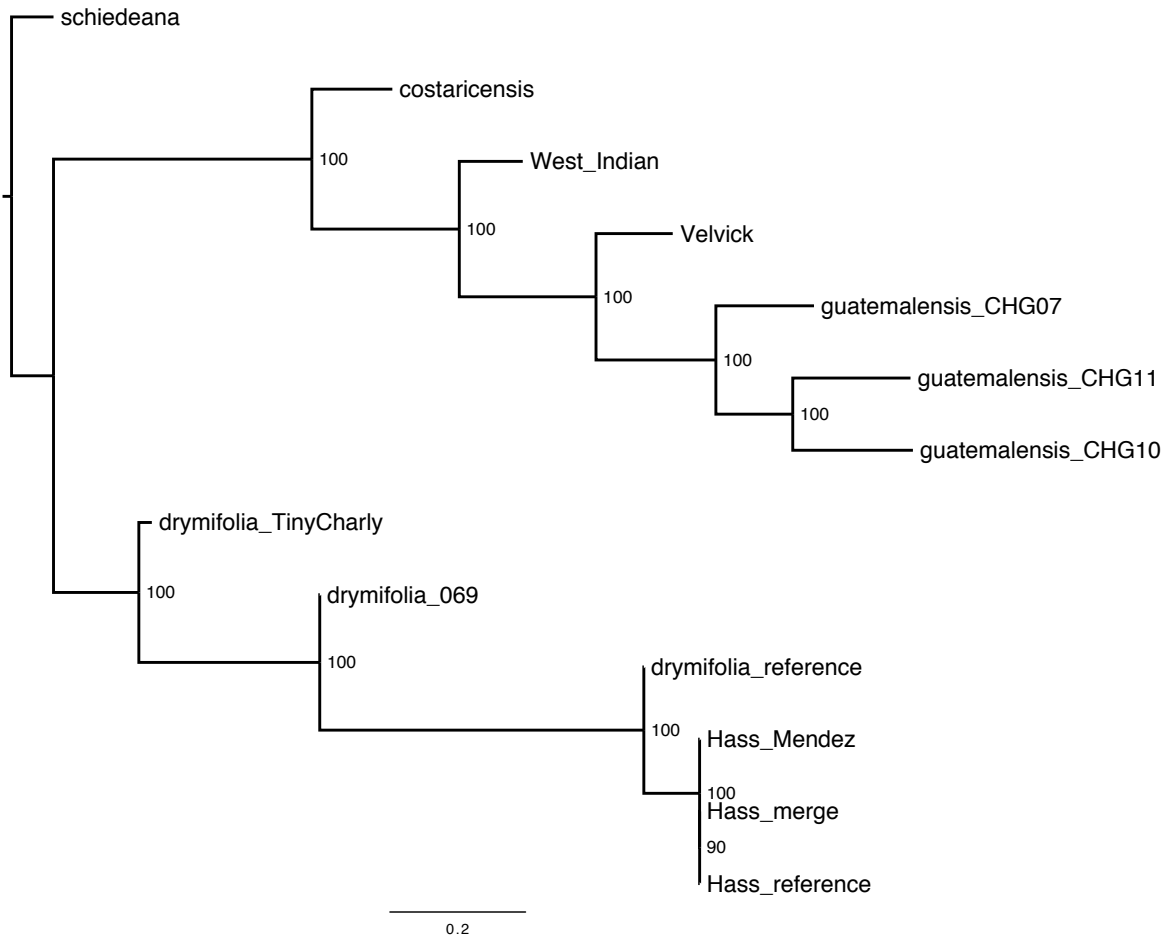 schiedeana
costaricensis
100
West_Indian
100
Velvick
100
guatemalensis_CHG07
100
guatemalensis_CHG11
100
guatemalensis_CHG10
drymifolia_TinyCharly
100
drymifolia_069
100
drymifolia_reference
100
Hass_Mendez
100
Hass_merge
90
Hass_reference
0.2